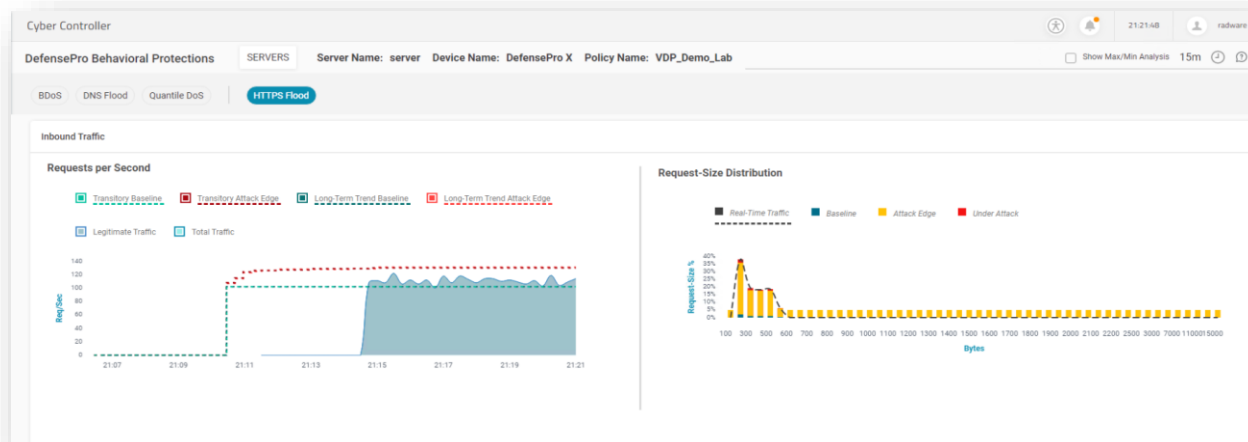 Cyber Controller
21:21:48
radware
DefensePro Behavioral Protections
SERVERS
Server Name: server Device Name: DefensePro X Policy Name: VDP_Demo_Lab
Show Max/Min Analysis
15m
BDoS
DNS Flood
Quantile DoS
HTTPS Flood
Inbound Traffic
Requests per Second
Transitory Baseline
Transitory Attack Edge
Long-Term Trend Baseline
Long-Term Trend Attack Edge
Legitimate Traffic
Total Traffic
Req/Sec
140
120
100
80
60
40
20
0
21:07 21:09 21:11 21:13 21:15 21:17 21:19 21:21
Request-Size Distribution
Real-Time Traffic
Baseline
Attack Edge
Under Attack
Request-Size %
40%
35%
30%
25%
20%
15%
10%
5%
0%
100 300 500 600 700 800 900 1000 1100 1200 1300 1400 1500 1600 1700 1800 1900 2000 2100 2200 2500 3000 7000 11000 15000
Bytes